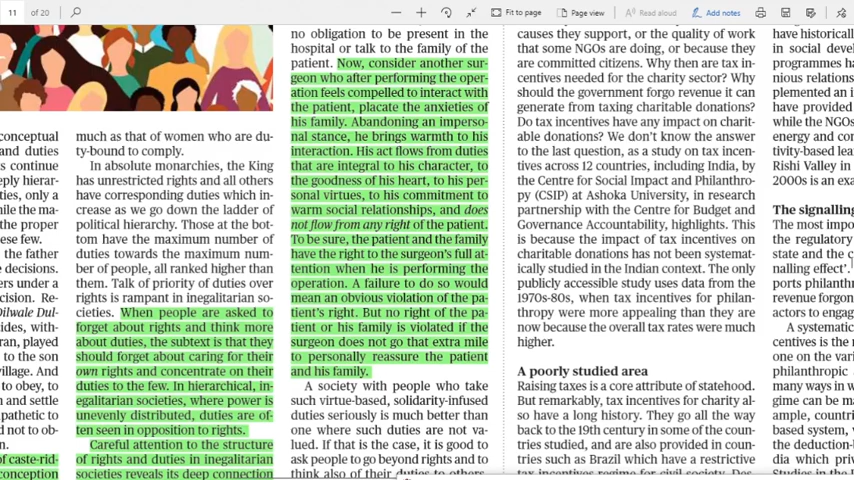 11 of 20
Fit to page
Page view
Read aloud
Add notes
conceptual
and duties
s continue
eply hierar-
ties, only a
hile the ma-
the proper
ese few.
the father
e decisions.
ers under a
cision. Re-
Dilwale Dul-
ides, with-
ran, played
to the son
village. And
to obey, to
n and settle
npathetic to
d not to ob-
n.
of caste-rid-
conception
much as that of women who are du-
ty-bound to comply.
In absolute monarchies, the King
has unrestricted rights and all others
have corresponding duties which in-
crease as we go down the ladder of
political hierarchy. Those at the bot-
tom have the maximum number of
duties towards the maximum num-
ber of people, all ranked higher than
them. Talk of priority of duties over
rights is rampant in inegalitarian so-
cieties. When people are asked to
forget about rights and think more
about duties, the subtext is that they
should forget about caring for their
own rights and concentrate on their
duties to the few. In hierarchical, in-
egalitarian societies, where power is
unevenly distributed, duties are of-
ten seen in opposition to rights.
Careful attention to the structure
of rights and duties in inegalitarian
societies reveals its deep connection
no obligation to be present in the
hospital or talk to the family of the
patient. Now, consider another sur-
geon who after performing the oper-
ation feels compelled to interact with
the patient, placate the anxieties of
his family. Abandoning an imperso-
nal stance, he brings warmth to his
interaction. His act flows from duties
that are integral to his character, to
the goodness of his heart, to his per-
sonal virtues, to his commitment to
warm social relationships, and does
not flow from any right of the patient.
To be sure, the patient and the family
have the right to the surgeon's full at-
tention when he is performing the
operation. A failure to do so would
mean an obvious violation of the pa-
tient's right. But no right of the pa-
tient or his family is violated if the
surgeon does not go that extra mile
to personally reassure the patient
and his family.
A society with people who take
such virtue-based, solidarity-infused
duties seriously is much better than
one where such duties are not va-
lued. If that is the case, it is good to
ask people to go beyond rights and to
think also of their duties to others.
causes they support, or the quality of work
that some NGOs are doing, or because they
are committed citizens. Why then are tax in-
centives needed for the charity sector? Why
should the government forgo revenue it can
generate from taxing charitable donations?
Do tax incentives have any impact on charit-
able donations? We don't know the answer
to the last question, as a study on tax incen-
tives across 12 countries, including India, by
the Centre for Social Impact and Philanthro-
py (CSIP) at Ashoka University, in research
partnership with the Centre for Budget and
Governance Accountability, highlights. This
is because the impact of tax incentives on
charitable donations has not been systemat-
ically studied in the Indian context. The only
publicly accessible study uses data from the
1970s-80s, when tax incentives for philan-
thropy were more appealing than they are
now because the overall tax rates were much
higher.
A poorly studied area
Raising taxes is a core attribute of statehood.
But remarkably, tax incentives for charity al-
so have a long history. They go all the way
back to the 19th century in some of the coun-
tries studied, and are also provided in coun-
tries such as Brazil which have a restrictive
tax incentives regime for civil society. Des-
have historically
in social devel
programmes ha
nious relations
plemented an i
have provided
while the NGOs
energy and con
tivity-based lear
Rishi Valley in
2000s is an exa
The signalling
The most impo
the regulatory
state and the c
nalling effect'.
ports philanth
revenue forgon
actors to engag
A systematic
centives is the r
one on the vari
philanthropic
many ways in w
gime can be ma
ample, countri
based system, v
the deduction-b
dia which priv
Studies in the U